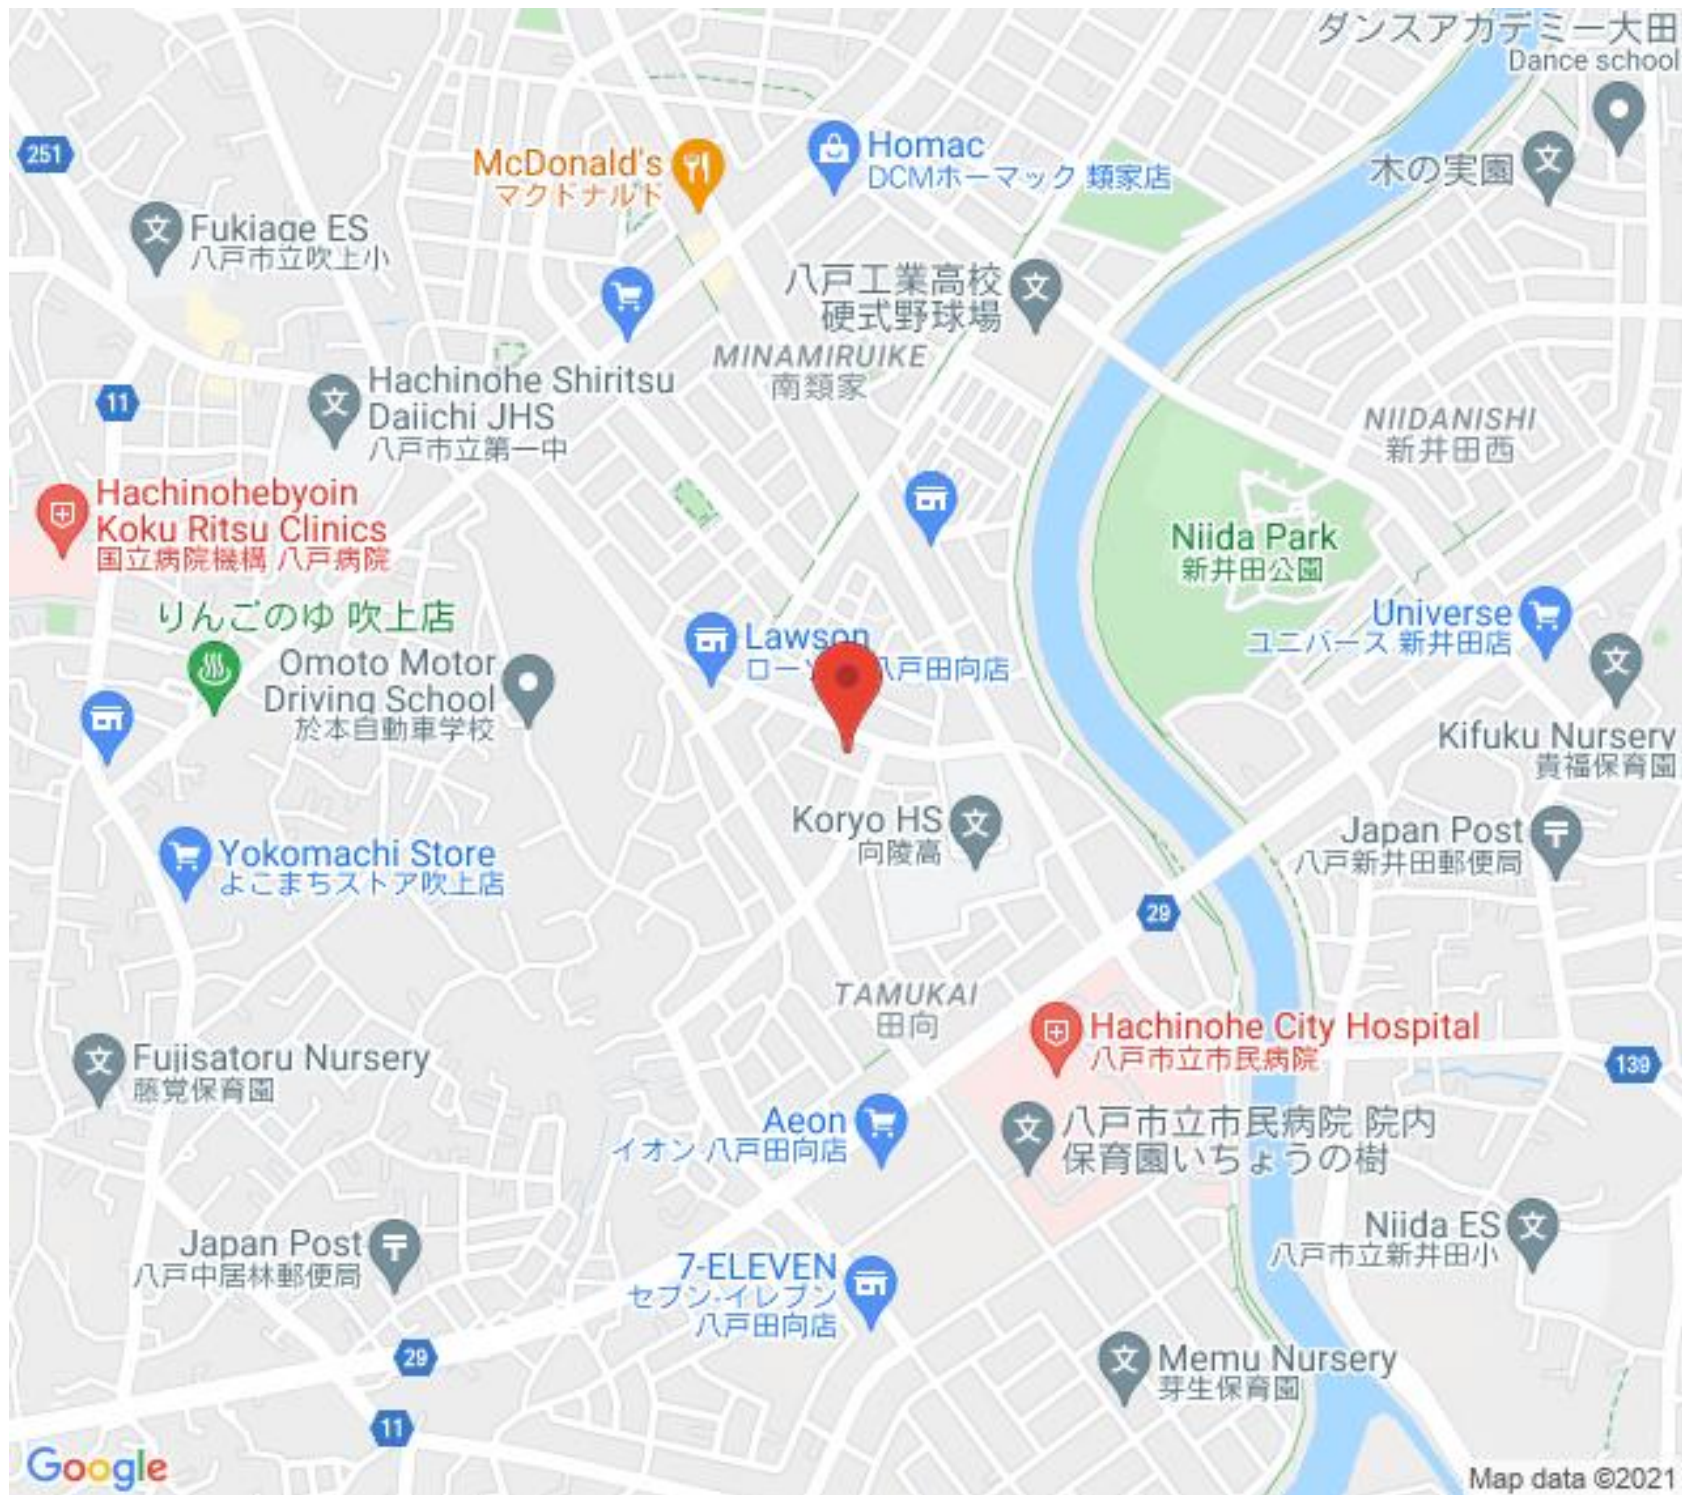 ダンスアカデミー大田
Dance school
251
McDonald's
マクドナルド
Homac
DCMホーマック 類家店
木の実園
Fukiage ES
八戸市立吹上小
八戸工業高校
硬式野球場
MINAMIRUIKE
南類家
11
Hachinohe Shiritsu
Daiichi JHS
八戸市立第一中
NIIDANISHI
新井田西
Hachinohebyoin
Koku Ritsu Clinics
国立病院機構 八戸病院
Niida Park
新井田公園
りんごのゆ 吹上店
Lawson
八戸田向店
Universe
ユニバース 新井田店
Omoto Motor
Driving School
於本自動車学校
Kifuku Nursery
貴福保育園
Koryo HS
向陵高
Japan Post
八戸新井田郵便局
Yokomachi Store
よこまちストア吹上店
29
TAMUKAI
田向
Hachinohe City Hospital
八戸市立市民病院
Fujisatoru Nursery
藤覚保育園
139
Aeon
イオン 八戸田向店
八戸市立市民病院 院内
保育園いちょうの樹
Japan Post
八戸中居林郵便局
Niida ES
八戸市立新井田小
7-ELEVEN
セブン-イレブン
八戸田向店
29
Memu Nursery
芽生保育園
11
Google
Map data ©2021